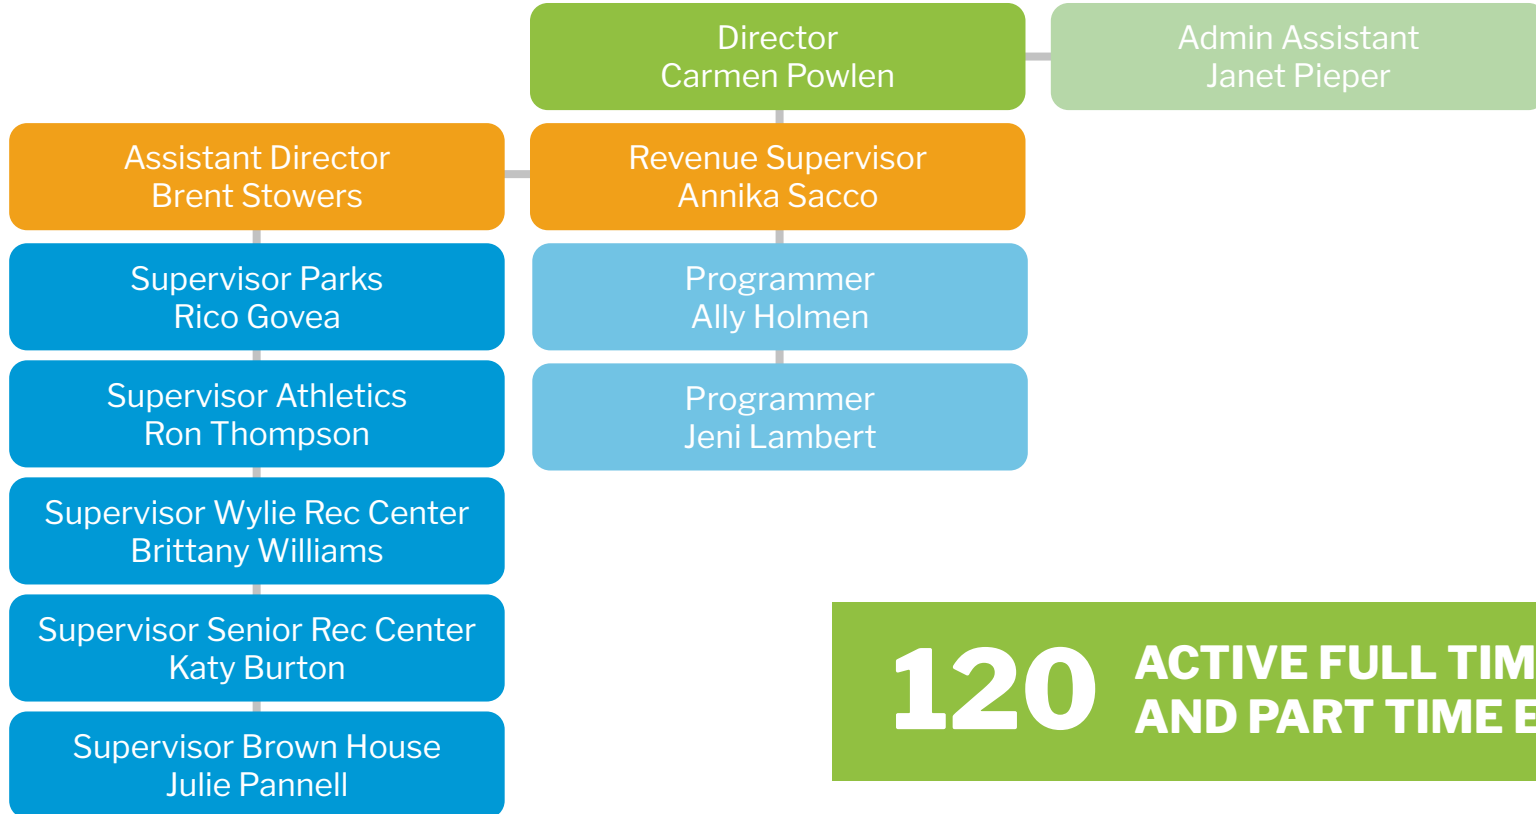 Director
Carmen Powlen
Admin Assistant
Janet Pieper
Assistant Director
Brent Stowers
Revenue Supervisor
Annika Sacco
Supervisor Parks
Rico Govea
Programmer
Ally Holmen
Supervisor Athletics
Ron Thompson
Programmer
Jeni Lambert
Supervisor Wylie Rec Center
Brittany Williams
Supervisor Senior Rec Center
Katy Burton
Supervisor Brown House
Julie Pannell
120
ACTIVE FULL
AND PART TIME